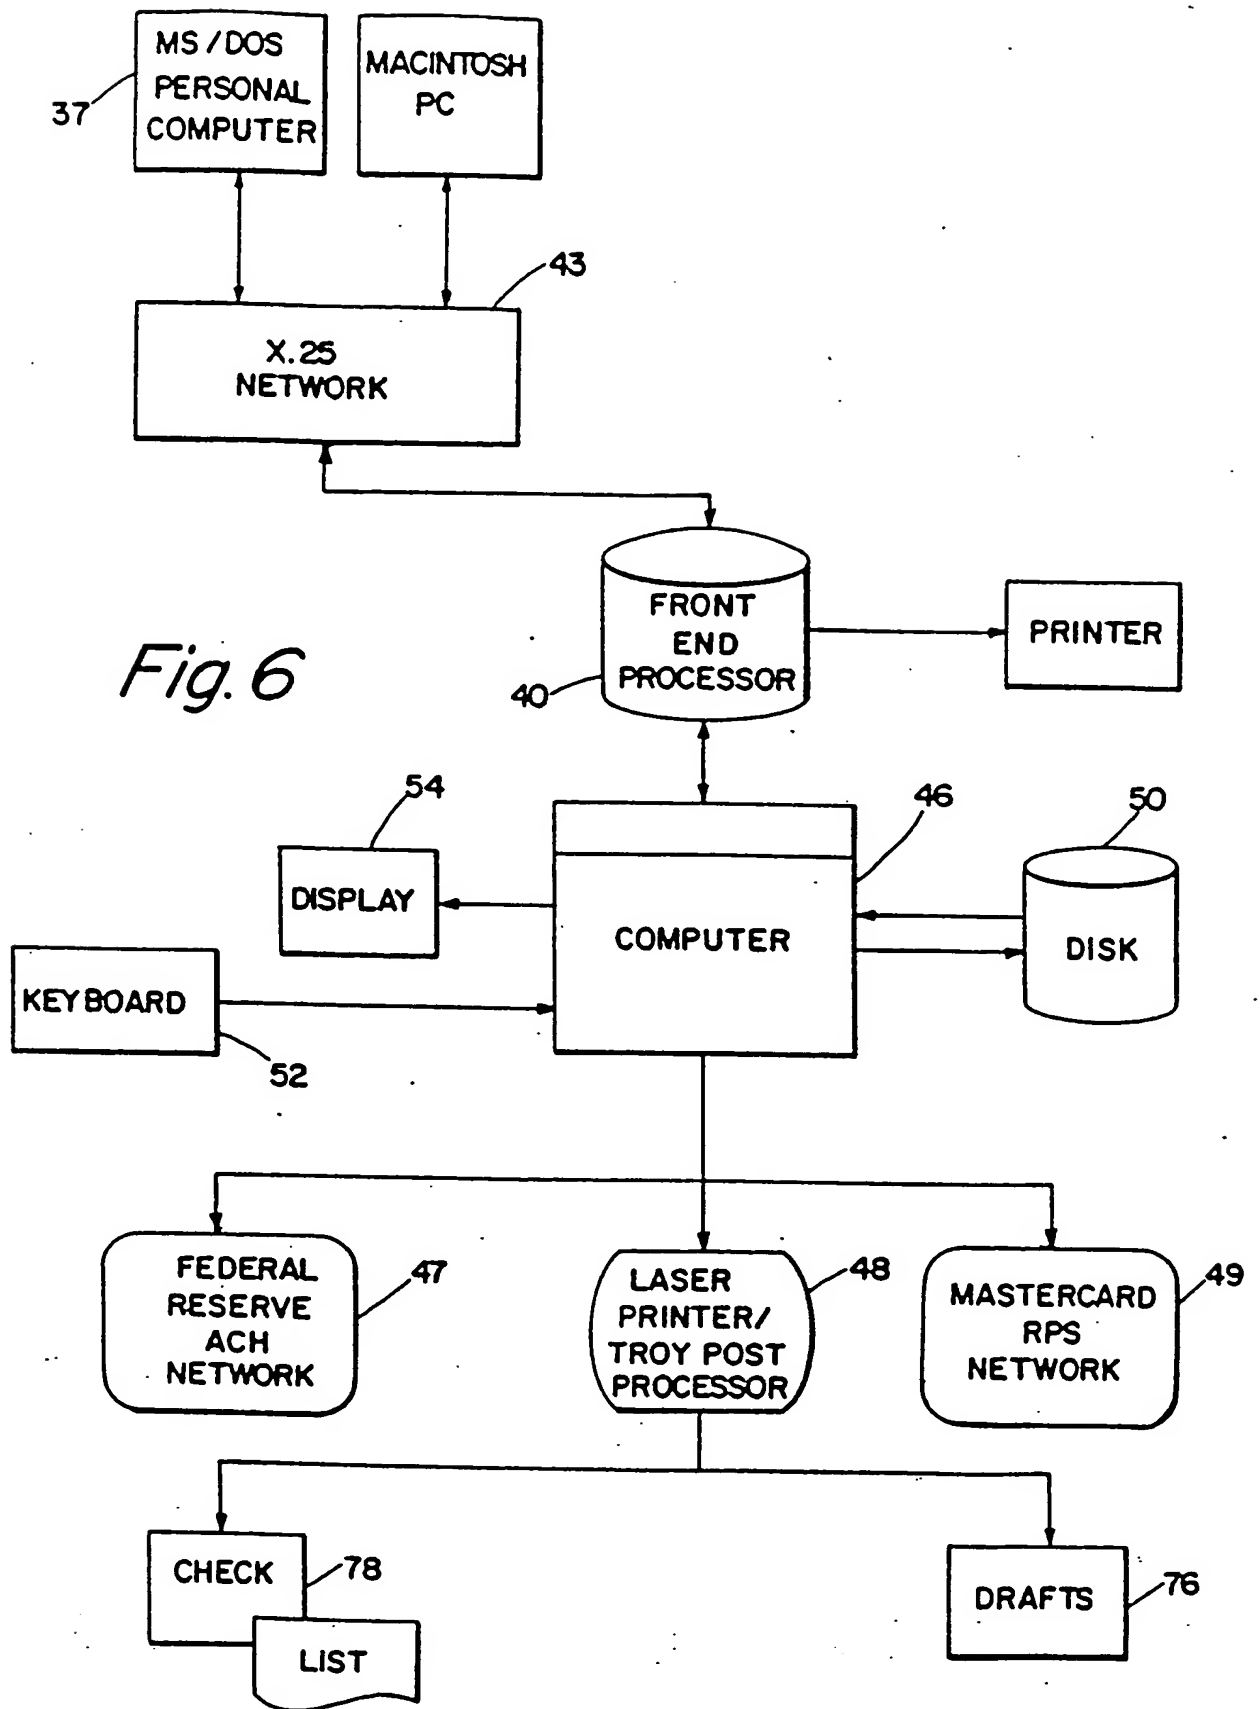 MS/DOS
PERSONAL
COMPUTER
37
MACINTOSH
PC
43
X.25
NETWORK
FRONT
END
PROCESSOR
40
PRINTER
Fig. 6
54
DISPLAY
46
COMPUTER
50
DISK
KEYBOARD
52
FEDERAL
RESERVE
ACH
NETWORK
47
LASER
PRINTER/
TROY POST
PROCESSOR
48
MASTERCARD
RPS
NETWORK
49
CHECK
78
LIST
DRAFTS
76